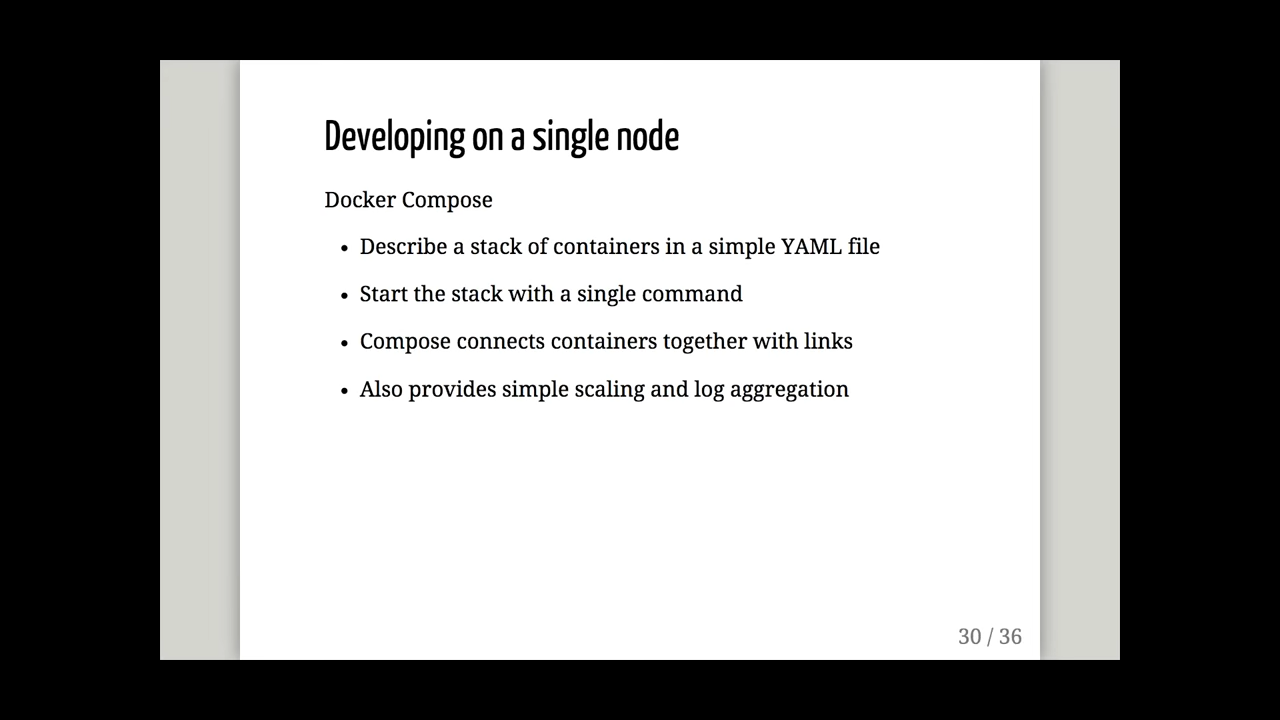 Developing on a single node
Docker Compose
• Describe a stack of containers in a simple YAML file
• Start the stack with a single command
• Compose connects containers together with links
• Also provides simple scaling and log aggregation
30 / 36